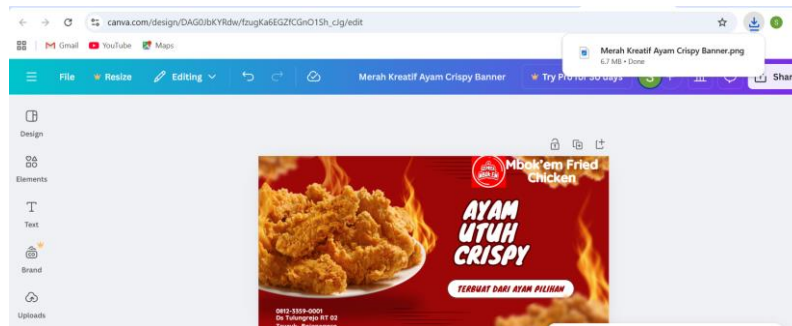 canva.com/design/DAG0JbKYRdw/fzugKa6EGZfCGnO1Sh_cJg/edit
S
Gmail
YouTube
Maps
Merah Kreatif Ayam Crispy Banner.png
6.7 MB • Done
File
Resize
Editing
Merah Kreatif Ayam Crispy Banner
Try Pro for 30 days
S
Shar
Design
Elements
Text
Brand
Uploads
Mbok'em Fried
Chicken
AYAM
UTUH
CRISPY
TERBUAT DARI AYAM PILIHAN
0812-3359-0001
Ds Tulungrejo RT 02